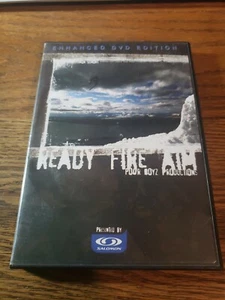 ENHANCED DVD EDITION
READY FIRE AIM
POOR BOYZ PRODUCTIONS
PRESENTED BY
SALOMON